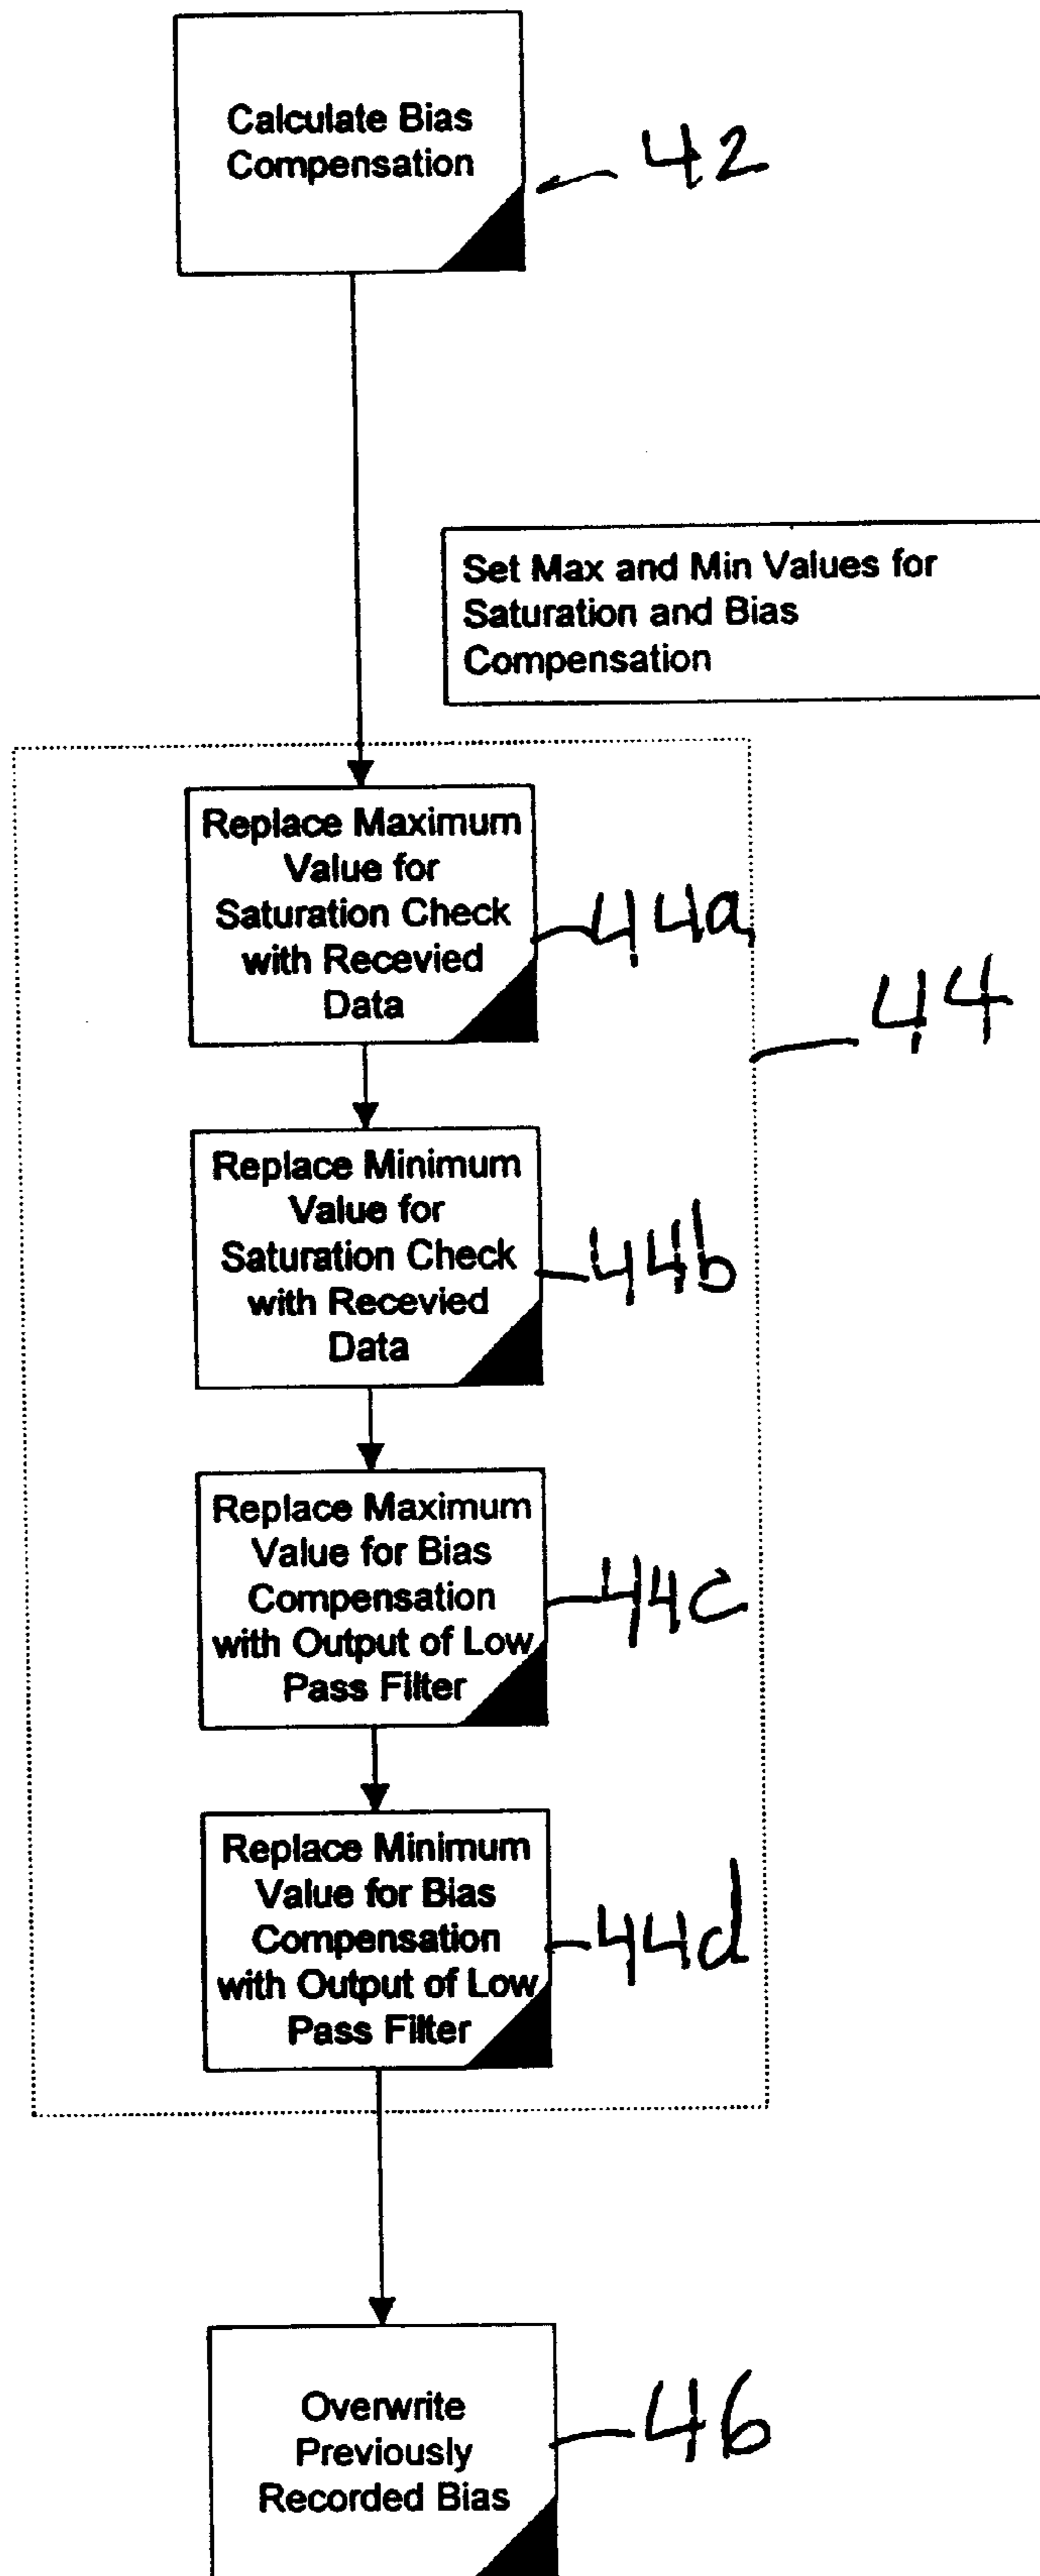 Calculate Bias
Compensation
42
Set Max and Min Values for
Saturation and Bias
Compensation
Replace Maximum
Value for
Saturation Check
with Recevied
Data
44a
44
Replace Minimum
Value for
Saturation Check
with Recevied
Data
44b
Replace Maximum
Value for Bias
Compensation
with Output of Low
Pass Filter
44c
Replace Minimum
Value for Bias
Compensation
with Output of Low
Pass Filter
44d
Overwrite
Previously
Recorded Bias
46